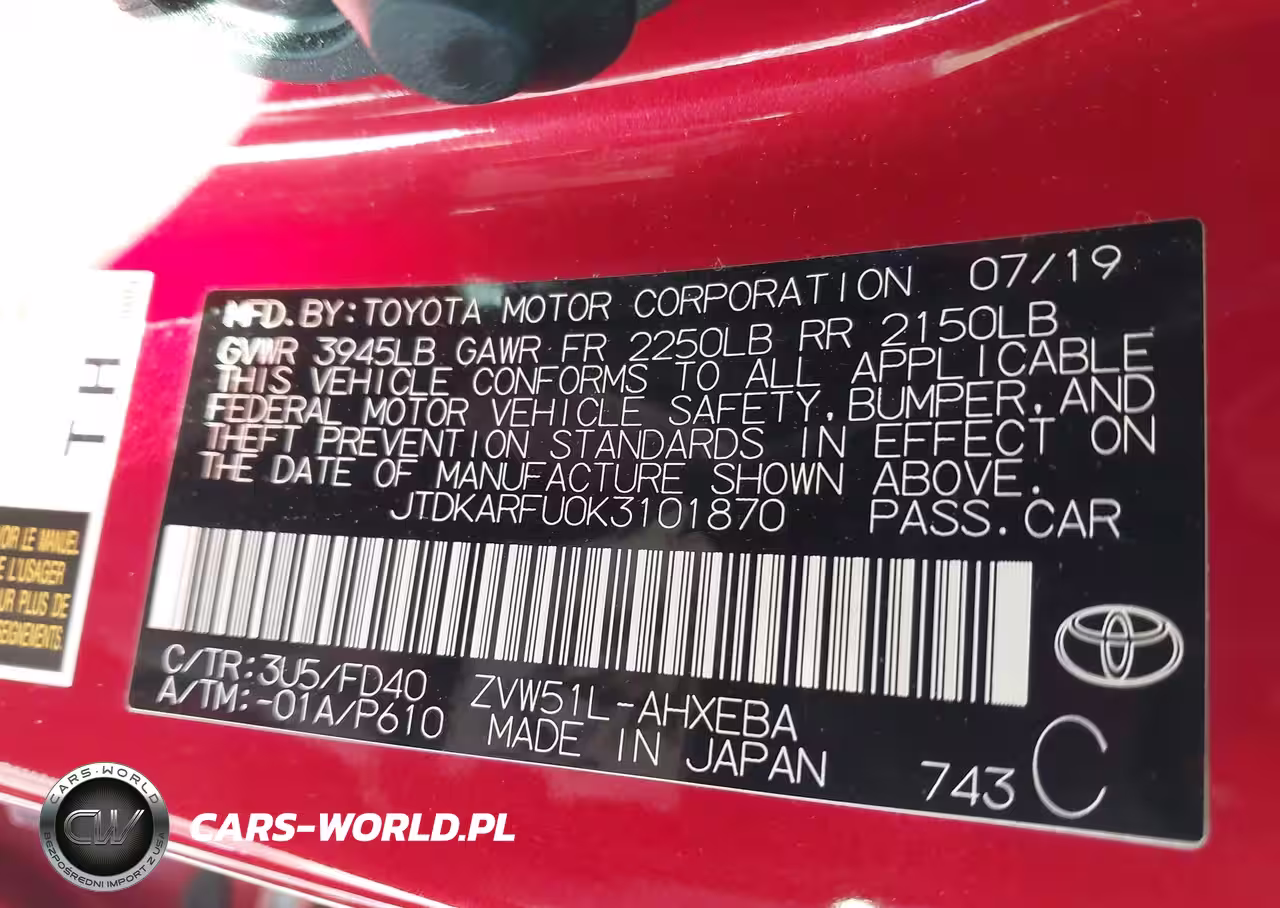 MFD. BY: TOYOTA MOTOR CORPORATION 07/19
GVWR 3945LB GAWR FR 2250LB RR 2150LB
THIS VEHICLE CONFORMS TO ALL APPLICABLE
FEDERAL MOTOR VEHICLE SAFETY, BUMPER, AND
THEFT PREVENTION STANDARDS IN EFFECT ON
THE DATE OF MANUFACTURE SHOWN ABOVE.
JTDKARFU0K3101870 PASS. CAR
C/TR: 3U5/FD40 ZVW51L-AHXEBA
A/TM: -01A/P610 MADE IN JAPAN
743 C
TH
VOIR LE MANUEL
L'USAGER
PLUS DE
CARS-WORLD
CW
BEZPOŚREDNI IMPORT Z USA
CARS-WORLD.PL